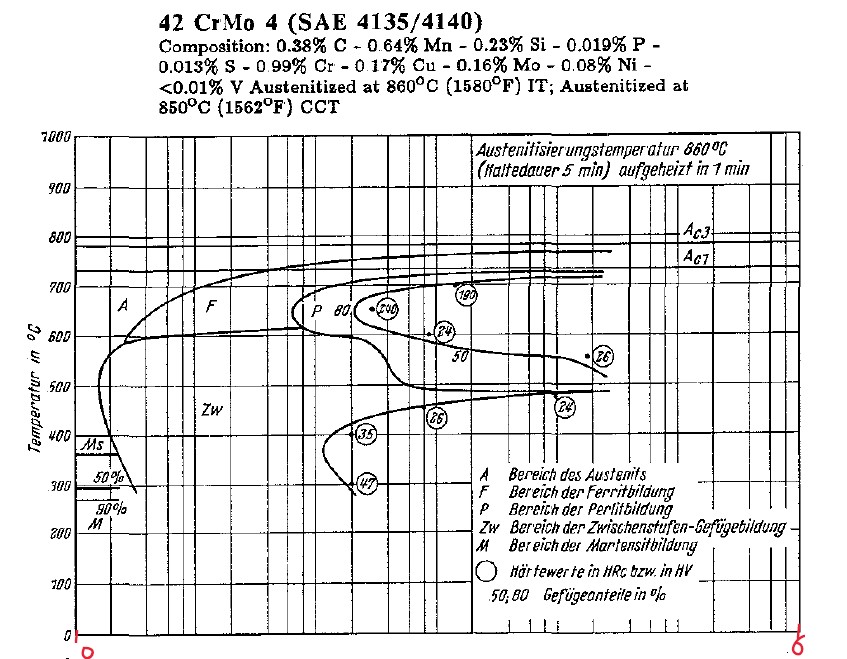 42 CrMo 4 (SAE 4135/4140)
Composition: 0.38% C - 0.64% Mn - 0.23% Si - 0.019% P -
0.013% S - 0.99% Cr - 0.17% Cu - 0.16% Mo - 0.08% Ni -
<0.01% V Austenitized at 860°C (1580°F) IT; Austenitized at
850°C (1562°F) CCT
1000
Austenitisierungstemperatur 860°C
(Haltedauer 5 min) aufgeheizt in 1 min
900
800
Ac3
Ac1
700
A
F
P
80
240
190
600
24
50
26
Temperatur in °C
500
Zw
26
24
400
35
Ms
50%
47
300
90%
M
200
100
0
A Bereich des Austenits
F Bereich der Ferritbildung
P Bereich der Perlitbildung
Zw Bereich der Zwischenstufen-Gefügebildung
M Bereich der Martensitbildung
Härtewerte in HRc bzw. in HV
50; 80 Gefügeanteile in %
0
6